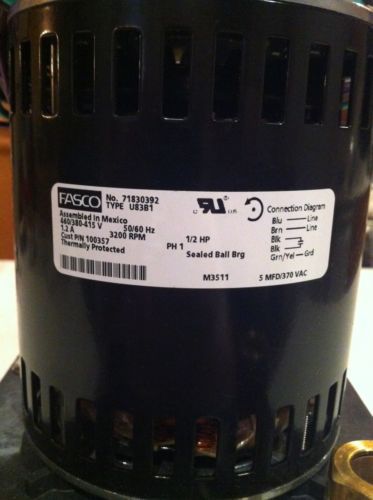 FASCO
No. 71830392
TYPE U83B1
Assembled in Mexico
460/380-415 V 50/60 Hz
1.2 A 3200 RPM
Cust P/N 100357
Thermally Protected
PH 1
1/2 HP
Sealed Ball Brg
M3511
5 MFD/370 VAC
Connection Diagram
Blu — Line
Brn — Line
Blk
Blk
Grn/Yel — Grd